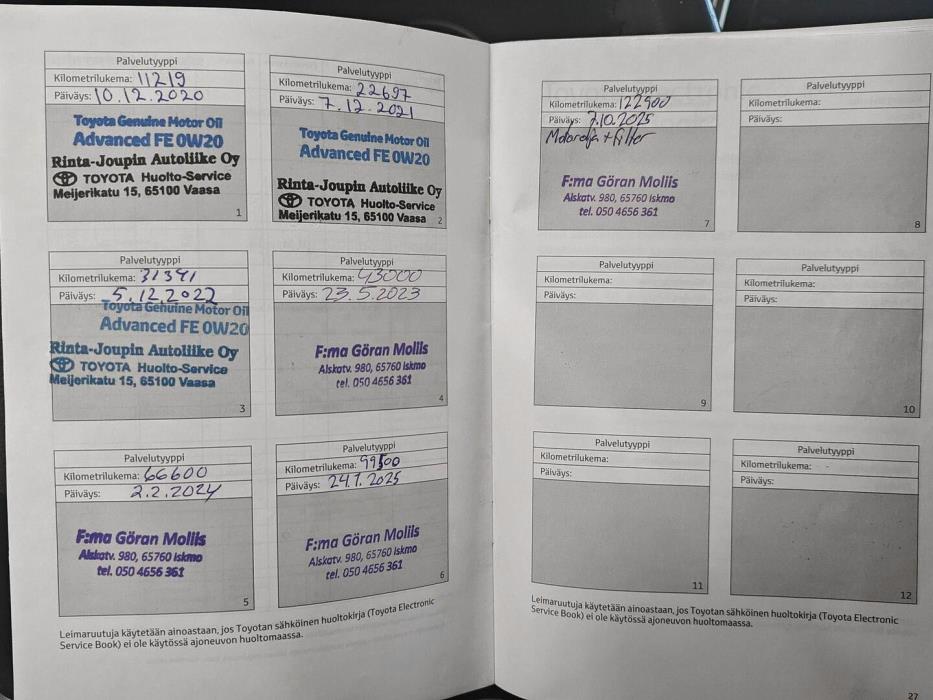 Palvelutyyppi
Kilometrilukema: 11219
Päiväys: 10.12.2020
Toyota Genuine Motor Oil
Advanced FE 0W20
Rinta-Joupin Autoliike Oy
TOYOTA Huolto-Service
Meijerikatu 15, 65100 Vaasa
1
Palvelutyyppi
Kilometrilukema: 22697
Päiväys: 7.12.2021
Toyota Genuine Motor Oil
Advanced FE 0W20
Rinta-Joupin Autoliike Oy
TOYOTA Huolto-Service
Meijerikatu 15, 65100 Vaasa
2
Palvelutyyppi
Kilometrilukema: 31391
Päiväys: 5.12.2022
Toyota Genuine Motor Oil
Advanced FE 0W20
Rinta-Joupin Autoliike Oy
TOYOTA Huolto-Service
Meijerikatu 15, 65100 Vaasa
3
Palvelutyyppi
Kilometrilukema: 43000
Päiväys: 23.5.2023
F:ma Göran Moliis
Alskatv. 980, 65760 Iskmo
tel. 050 4656 361
4
Palvelutyyppi
Kilometrilukema: 66600
Päiväys: 2.2.2024
F:ma Göran Moliis
Alskatv. 980, 65760 Iskmo
tel. 050 4656 361
5
Palvelutyyppi
Kilometrilukema: 99500
Päiväys: 24.1.2025
F:ma Göran Moliis
Alskatv. 980, 65760 Iskmo
tel. 050 4656 361
6
Leimaruutuja käytetään ainoastaan, jos Toyotan sähköinen huoltokirja (Toyota Electronic
Service Book) ei ole käytössä ajoneuvon huoltomaassa.
Palvelutyyppi
Kilometrilukema: 122900
Päiväys: 7.10.2025
Motorolja + filter
F:ma Göran Moliis
Alskatv. 980, 65760 Iskmo
tel. 050 4656 361
7
Palvelutyyppi
Kilometrilukema:
Päiväys:
8
Palvelutyyppi
Kilometrilukema:
Päiväys:
9
Palvelutyyppi
Kilometrilukema:
Päiväys:
10
Palvelutyyppi
Kilometrilukema:
Päiväys:
11
Palvelutyyppi
Kilometrilukema:
Päiväys:
12
Leimaruutuja käytetään ainoastaan, jos Toyotan sähköinen huoltokirja (Toyota Electronic
Service Book) ei ole käytössä ajoneuvon huoltomaassa.
27